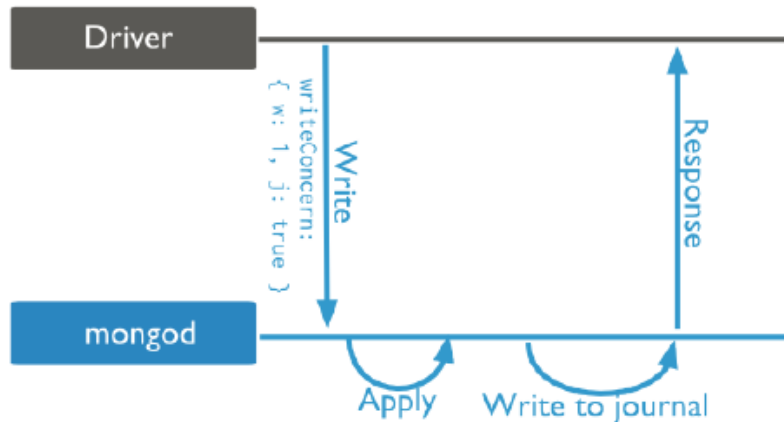 Driver
writeConcern:
{ w: 1, j: true }
Write
Response
mongod
Apply
Write to journal